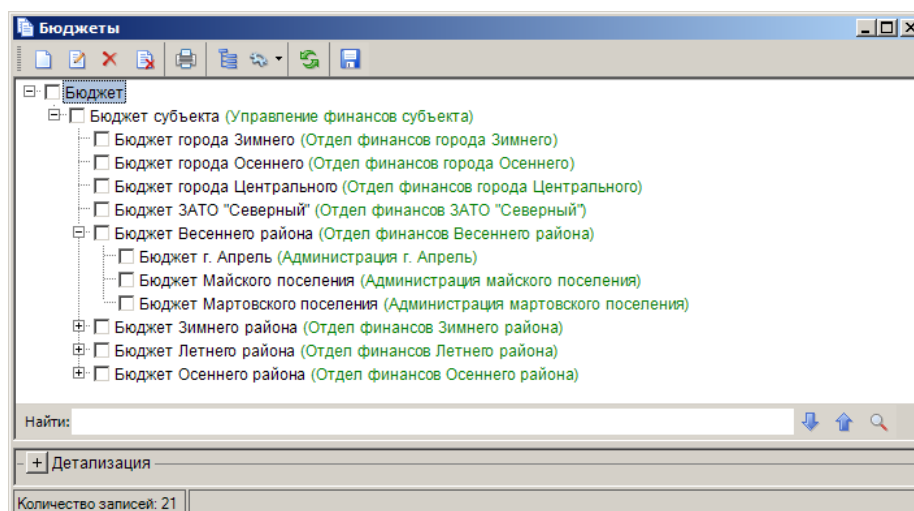 Бюджеты
Бюджет
Бюджет субъекта (Управление финансов субъекта)
Бюджет города Зимнего (Отдел финансов города Зимнего)
Бюджет города Осеннего (Отдел финансов города Осеннего)
Бюджет города Центрального (Отдел финансов города Центрального)
Бюджет ЗАТО "Северный" (Отдел финансов ЗАТО "Северный")
Бюджет Весеннего района (Отдел финансов Весеннего района)
Бюджет г. Апрель (Администрация г. Апрель)
Бюджет Майского поселения (Администрация майского поселения)
Бюджет Мартовского поселения (Администрация мартовского поселения)
Бюджет Зимнего района (Отдел финансов Зимнего района)
Бюджет Летнего района (Отдел финансов Летнего района)
Бюджет Осеннего района (Отдел финансов Осеннего района)
Найти:
Детализация
Количество записей: 21